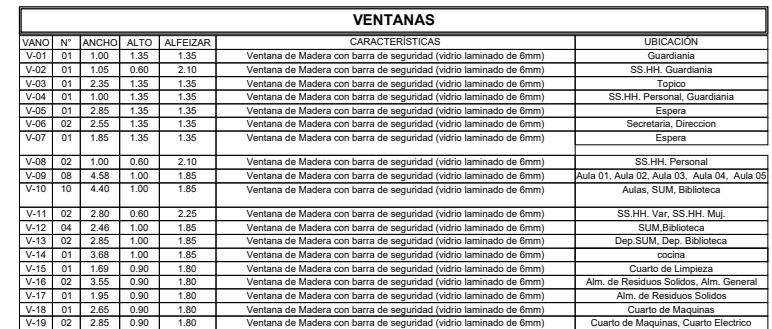 VENTANAS
VANO N° ANCHO ALTO ALFEIZAR CARACTERÍSTICAS UBICACIÓN
V-01 01 1.00 1.35 1.35 Ventana de Madera con barra de seguridad (vidrio laminado de 6mm) Guardiania
V-02 01 1.05 0.60 2.10 Ventana de Madera con barra de seguridad (vidrio laminado de 6mm) SS.HH. Guardiania
V-03 01 2.35 1.35 1.35 Ventana de Madera con barra de seguridad (vidrio laminado de 6mm) Topico
V-04 01 1.00 1.35 1.35 Ventana de Madera con barra de seguridad (vidrio laminado de 6mm) SS.HH. Personal, Guardiania
V-05 01 2.85 1.35 1.35 Ventana de Madera con barra de seguridad (vidrio laminado de 6mm) Espera
V-06 02 2.55 1.35 1.35 Ventana de Madera con barra de seguridad (vidrio laminado de 6mm) Secretaria, Direccion
V-07 01 1.85 1.35 1.35 Ventana de Madera con barra de seguridad (vidrio laminado de 6mm) Espera
V-08 02 1.00 0.60 2.10 Ventana de Madera con barra de seguridad (vidrio laminado de 6mm) SS.HH. Personal
V-09 08 4.58 1.00 1.85 Ventana de Madera con barra de seguridad (vidrio laminado de 6mm) Aula 01, Aula 02, Aula 03, Aula 04, Aula 05
V-10 10 4.40 1.00 1.85 Ventana de Madera con barra de seguridad (vidrio laminado de 6mm) Aulas, SUM, Biblioteca
V-11 02 2.80 0.60 2.25 Ventana de Madera con barra de seguridad (vidrio laminado de 6mm) SS.HH. Var, SS.HH. Muj.
V-12 04 2.46 1.00 1.85 Ventana de Madera con barra de seguridad (vidrio laminado de 6mm) SUM,Biblioteca
V-13 02 2.85 1.00 1.85 Ventana de Madera con barra de seguridad (vidrio laminado de 6mm) Dep.SUM, Dep. Biblioteca
V-14 01 3.68 1.00 1.85 Ventana de Madera con barra de seguridad (vidrio laminado de 6mm) cocina
V-15 01 1.69 0.90 1.80 Ventana de Madera con barra de seguridad (vidrio laminado de 6mm) Cuarto de Limpieza
V-16 02 3.55 0.90 1.80 Ventana de Madera con barra de seguridad (vidrio laminado de 6mm) Alm. de Residuos Solidos, Alm. General
V-17 01 1.95 0.90 1.80 Ventana de Madera con barra de seguridad (vidrio laminado de 6mm) Alm. de Residuos Solidos
V-18 01 2.65 0.90 1.80 Ventana de Madera con barra de seguridad (vidrio laminado de 6mm) Cuarto de Maquinas
V-19 02 2.85 0.90 1.80 Ventana de Madera con barra de seguridad (vidrio laminado de 6mm) Cuarto de Maquinas, Cuarto Electrico